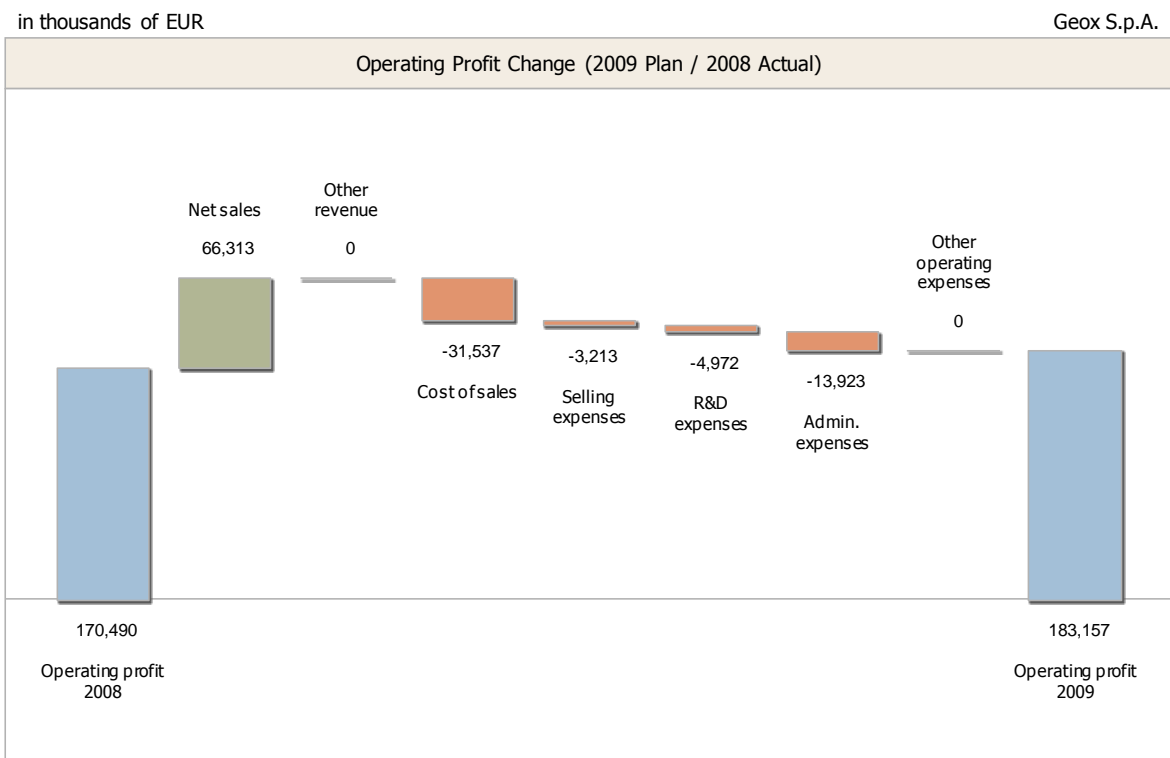 in thousands of EUR
Geox S.p.A.
Operating Profit Change (2009 Plan / 2008 Actual)
Net sales
66,313
Other
revenue
0
-31,537
Cost of sales
-3,213
Selling
expenses
-4,972
R&D
expenses
-13,923
Admin.
expenses
Other
operating
expenses
0
170,490
Operating profit
2008
183,157
Operating profit
2009